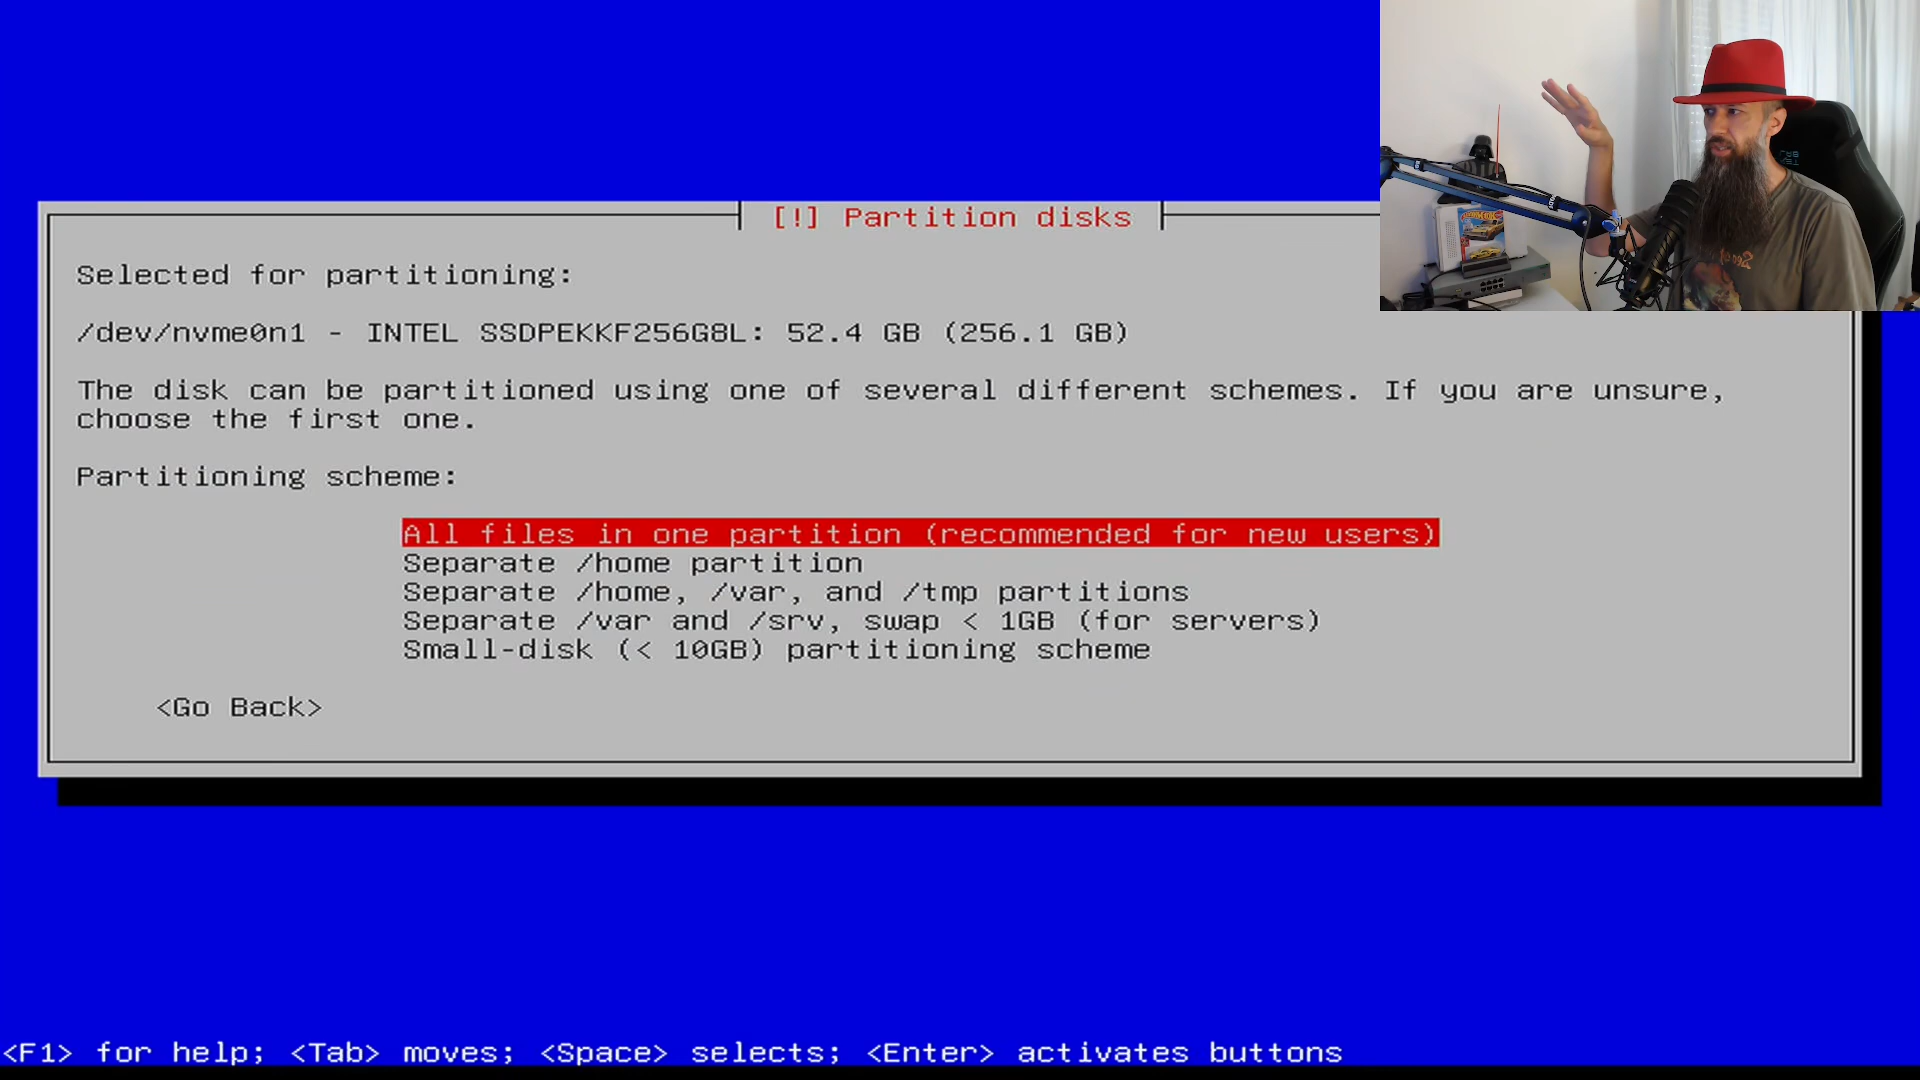 [!] Partition disks
Selected for partitioning:
/dev/nvme0n1 - INTEL SSDPEKKF256G8L: 52.4 GB (256.1 GB)
The disk can be partitioned using one of several different schemes. If you are unsure,
choose the first one.
Partitioning scheme:
All files in one partition (recommended for new users)
Separate /home partition
Separate /home, /var, and /tmp partitions
Separate /var and /srv, swap < 1GB (for servers)
Small-disk (< 10GB) partitioning scheme
<Go Back>
<F1> for help; <Tab> moves; <Space> selects; <Enter> activates buttons